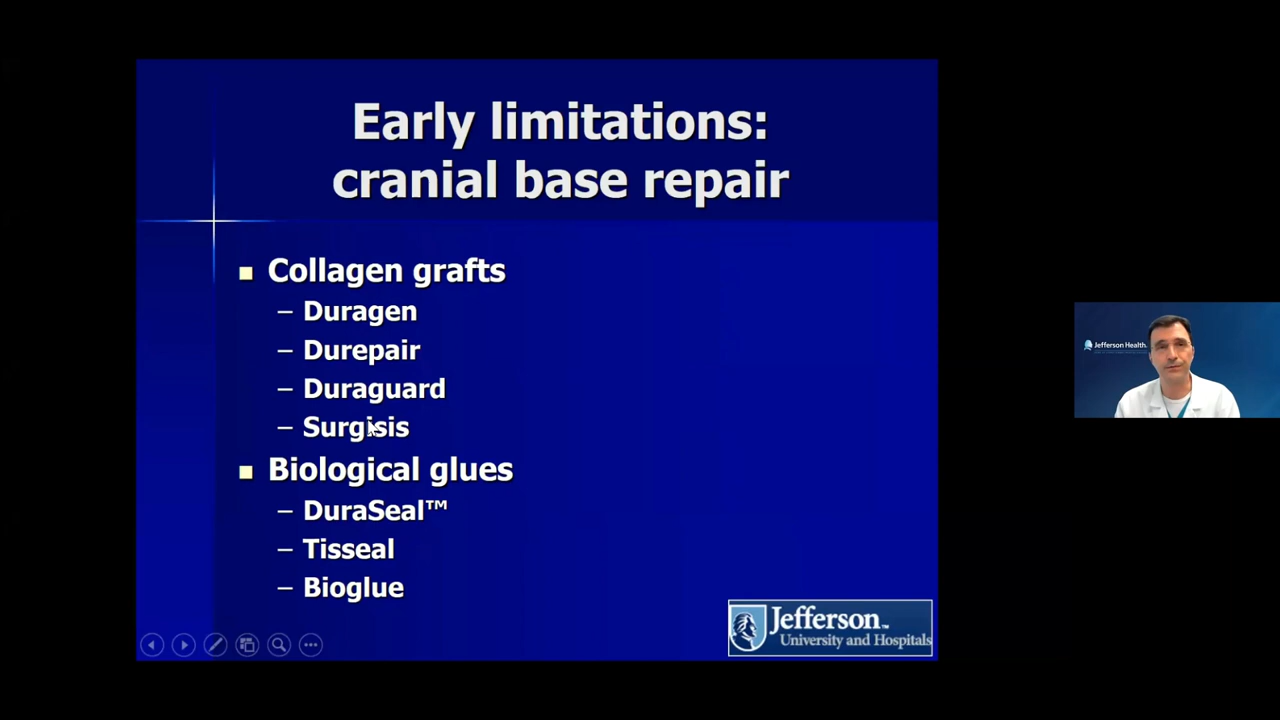 Early limitations:
cranial base repair
Collagen grafts
– Duragen
– Durepair
– Duraguard
– Surgisis
Biological glues
– DuraSeal™
– Tisseal
– Bioglue
Jefferson™
University and Hospitals
Jefferson Health.